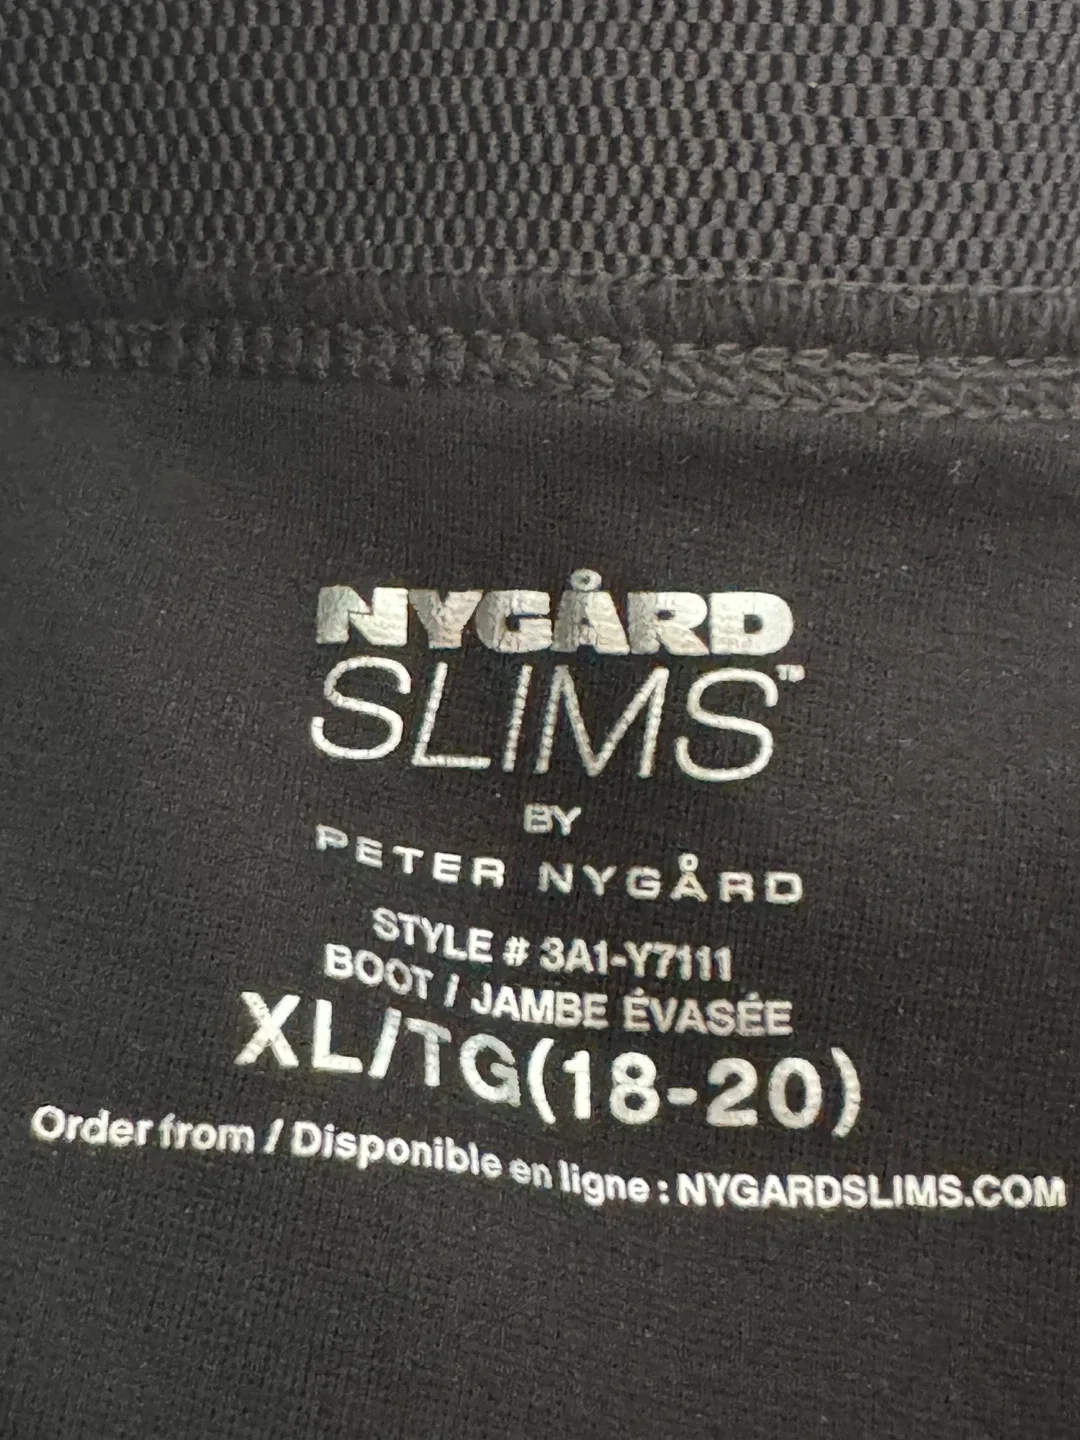 NYGÅRD
SLIMS™
BY
PETER NYGÅRD
STYLE # 3A1-Y7111
BOOT / JAMBE ÉVASÉE
XL/TG(18-20)
Order from / Disponible en ligne : NYGARDSLIMS.COM